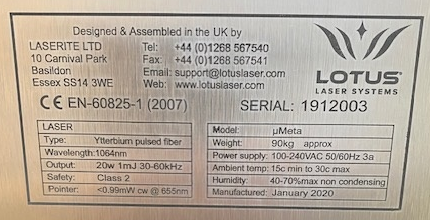 Designed & Assembled in the UK by
LASERITE LTD Tel: +44 (0)1268 567540
10 Carnival Park Fax: +44 (0)1268 567541
Basildon Email: support@lotuslaser.com
Essex SS14 3WE Web: www.lotuslaser.com
LOTUS
LASER SYSTEMS
CE EN-60825-1 (2007) SERIAL: 1912003
LASER
Type: Ytterbium pulsed fiber
Wavelength: 1064nm
Output: 20w 1mJ 30-60kHz
Safety: Class 2
Pointer: <0.99mW cw @ 655nm
Model: µMeta
Weight: 90kg approx
Power supply: 100-240VAC 50/60Hz 3a
Ambient temp: 15c min to 30c max
Humidity: 40-70%max non condensing
Manufactured: January 2020